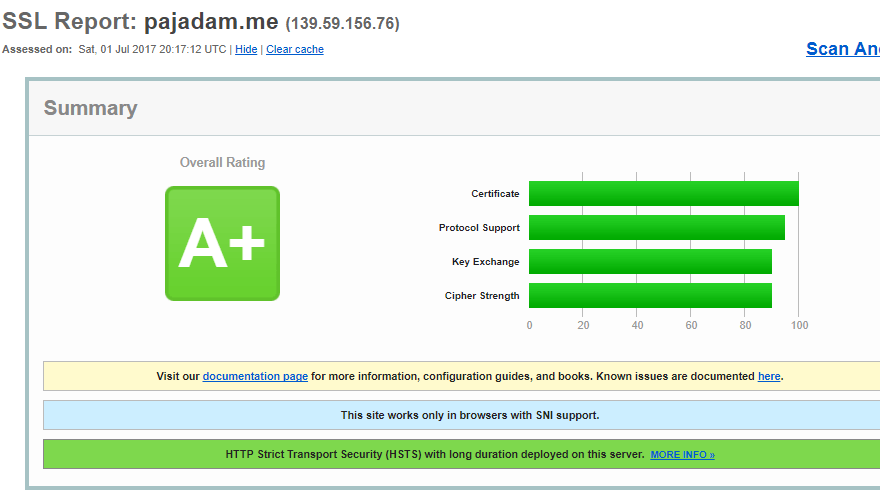 SSL Report: pajadam.me (139.59.156.76)
Assessed on: Sat, 01 Jul 2017 20:17:12 UTC | Hide | Clear cache
Scan An
Summary
Overall Rating
A+
Certificate
Protocol Support
Key Exchange
Cipher Strength
0 20 40 60 80 100
Visit our documentation page for more information, configuration guides, and books. Known issues are documented here.
This site works only in browsers with SNI support.
HTTP Strict Transport Security (HSTS) with long duration deployed on this server. MORE INFO »